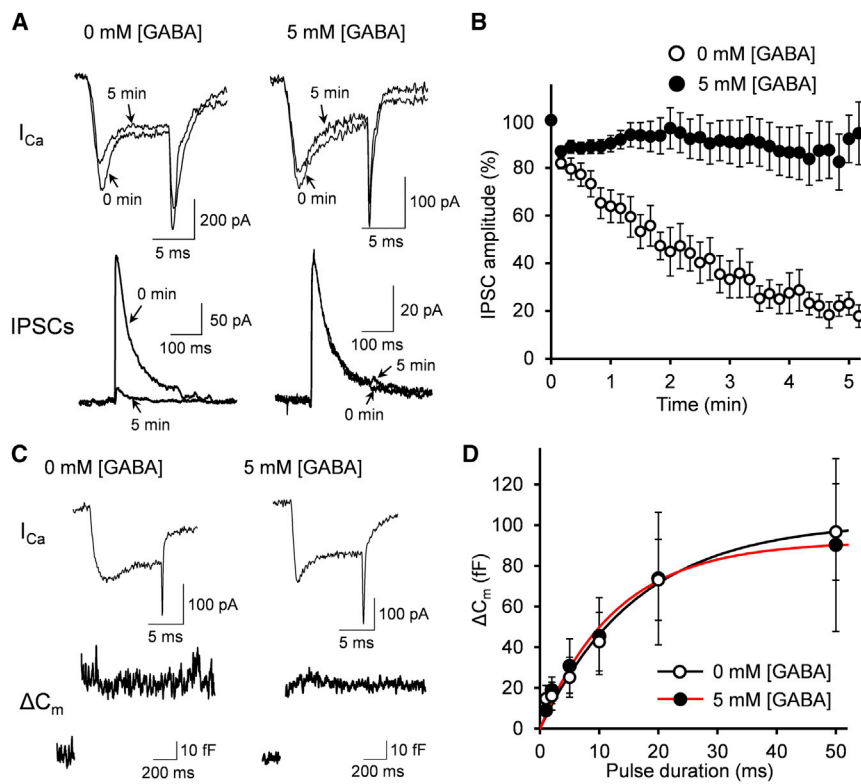 A
0 mM [GABA]
5 mM [GABA]
I_Ca
5 min
0 min
200 pA
5 ms
5 min
0 min
100 pA
5 ms
IPSCs
0 min
5 min
50 pA
100 ms
5 min
0 min
20 pA
100 ms
B
0 mM [GABA]
5 mM [GABA]
IPSC amplitude (%)
100
80
60
40
20
0
0 1 2 3 4 5
Time (min)
C
0 mM [GABA]
5 mM [GABA]
I_Ca
100 pA
5 ms
100 pA
5 ms
ΔC_m
10 fF
200 ms
10 fF
200 ms
D
ΔC_m (fF)
120
100
80
60
40
20
0
0 10 20 30 40 50
Pulse duration (ms)
0 mM [GABA]
5 mM [GABA]